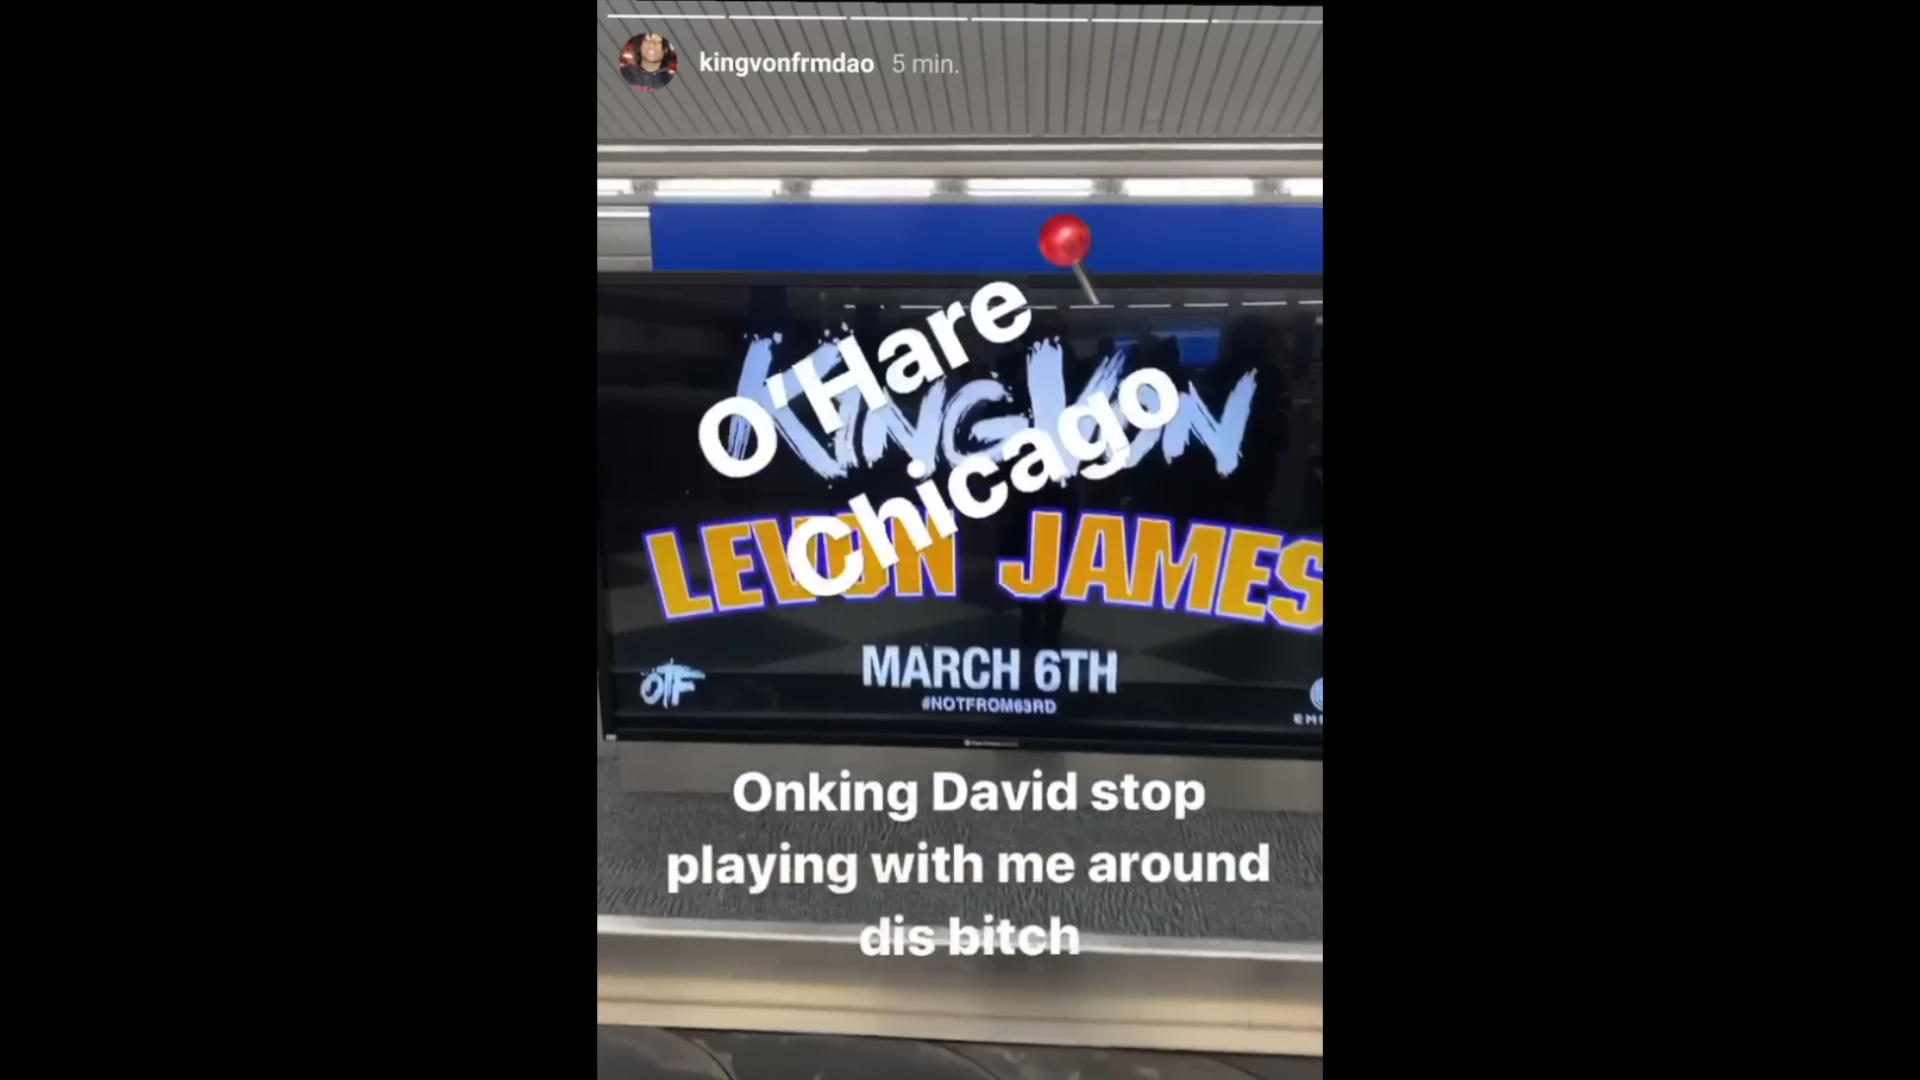 kingvonfrmdao 5 min.
O'Hare
Chicago
KING VON
LEVON JAMES
MARCH 6TH
#NOTFROM63RD
OTF
Onking David stop
playing with me around
dis bitch